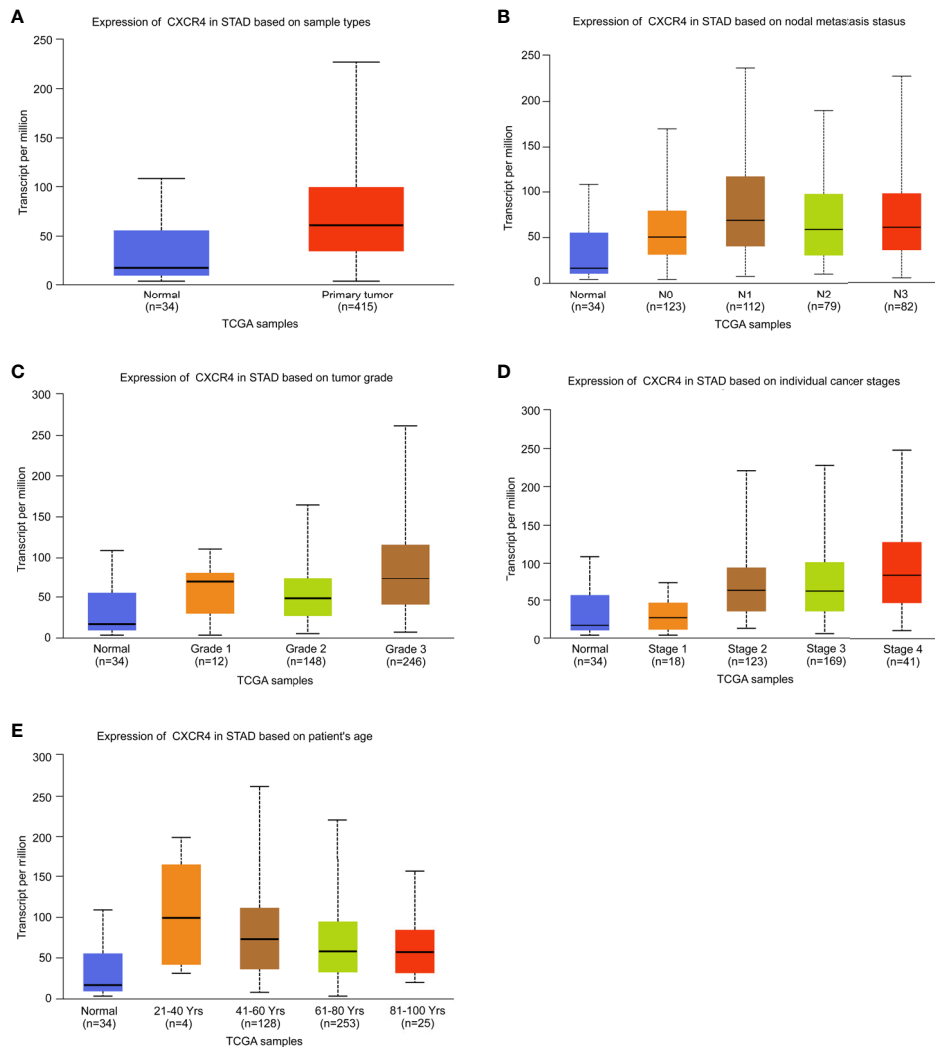 A
Expression of CXCR4 in STAD based on sample types
Transcript per million
250
200
150
100
50
0
Normal
(n=34)
Primary tumor
(n=415)
TCGA samples
B
Expression of CXCR4 in STAD based on nodal metastasis stasus
Transcript per million
250
200
150
100
50
0
Normal
(n=34)
N0
(n=123)
N1
(n=112)
N2
(n=79)
N3
(n=82)
TCGA samples
C
Expression of CXCR4 in STAD based on tumor grade
Transcript per million
300
250
200
150
100
50
0
Normal
(n=34)
Grade 1
(n=12)
Grade 2
(n=148)
Grade 3
(n=246)
TCGA samples
D
Expression of CXCR4 in STAD based on individual cancer stages
Transcript per million
300
250
200
150
100
50
0
Normal
(n=34)
Stage 1
(n=18)
Stage 2
(n=123)
Stage 3
(n=169)
Stage 4
(n=41)
TCGA samples
E
Expression of CXCR4 in STAD based on patient's age
Transcript per million
300
250
200
150
100
50
0
Normal
(n=34)
21-40 Yrs
(n=4)
41-60 Yrs
(n=128)
61-80 Yrs
(n=253)
81-100 Yrs
(n=25)
TCGA samples